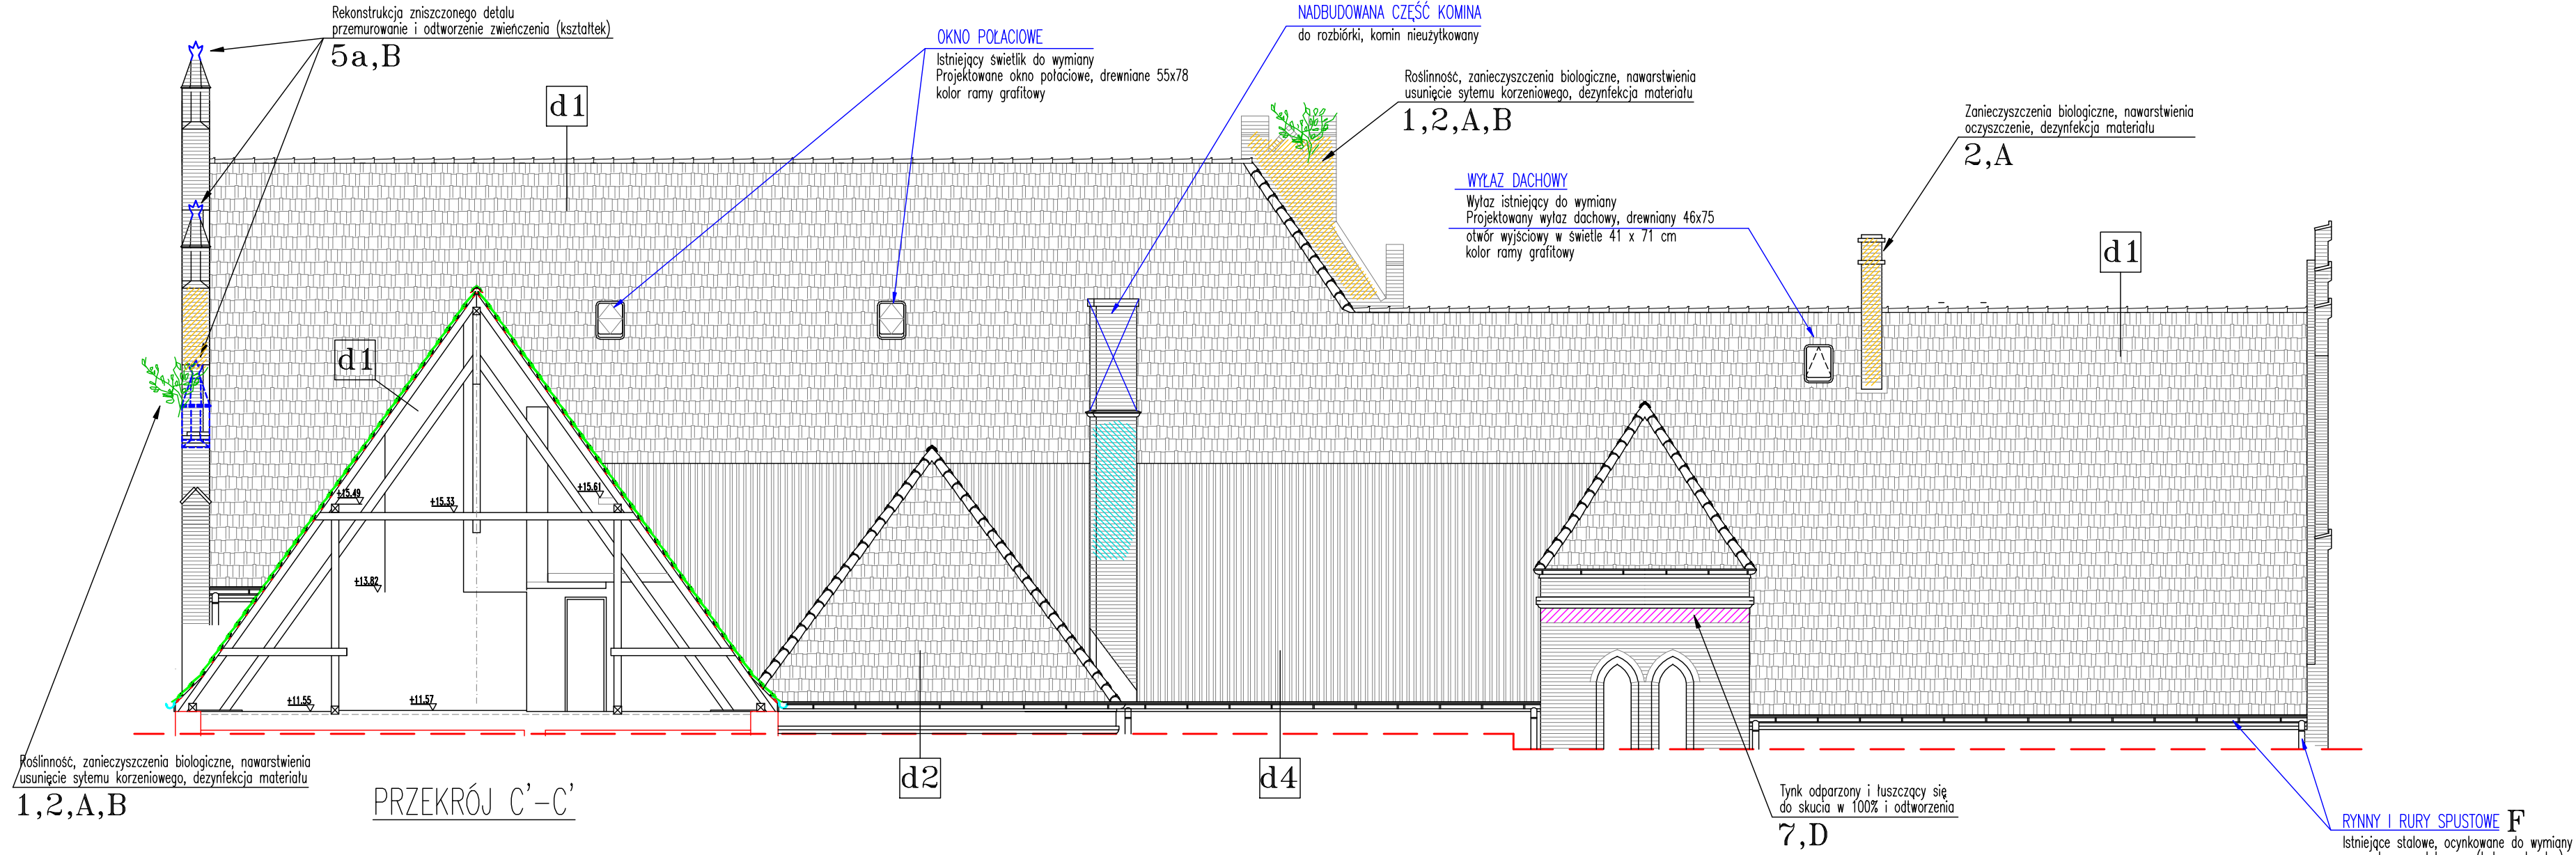 Rekonstrukcja zniszczonego detalu
przemurowanie i odtworzenie zwieńczenia (kształtek)
5a,B
d1
OKNO POŁACIOWE
Istniejący świetlik do wymiany
Projektowane okno połaciowe, drewniane 55x78
kolor ramy grafitowy
NADBUDOWANA CZĘŚĆ KOMINA
do rozbiórki, komin nieużytkowany
Roślinność, zanieczyszczenia biologiczne, nawarstwienia
usunięcie sytemu korzeniowego, dezynfekcja materiału
1,2,A,B
Zanieczyszczenia biologiczne, nawarstwienia
oczyszczenie, dezynfekcja materiału
2,A
WYŁAZ DACHOWY
Wyłaz istniejący do wymiany
Projektowany wyłaz dachowy, drewniany 46x75
otwór wyjściowy w świetle 41 x 71 cm
kolor ramy grafitowy
d1
d1
+15.49
+15.33
+15.61
+13.82
+11.55
+11.57
Roślinność, zanieczyszczenia biologiczne, nawarstwienia
usunięcie sytemu korzeniowego, dezynfekcja materiału
1,2,A,B
PRZEKRÓJ C'-C'
d2
d4
Tynk odparzony i łuszczący się
do skucia w 100% i odtworzenia
7,D
RYNNY I RURY SPUSTOWE F
Istniejące stalowe, ocynkowane do wymiany